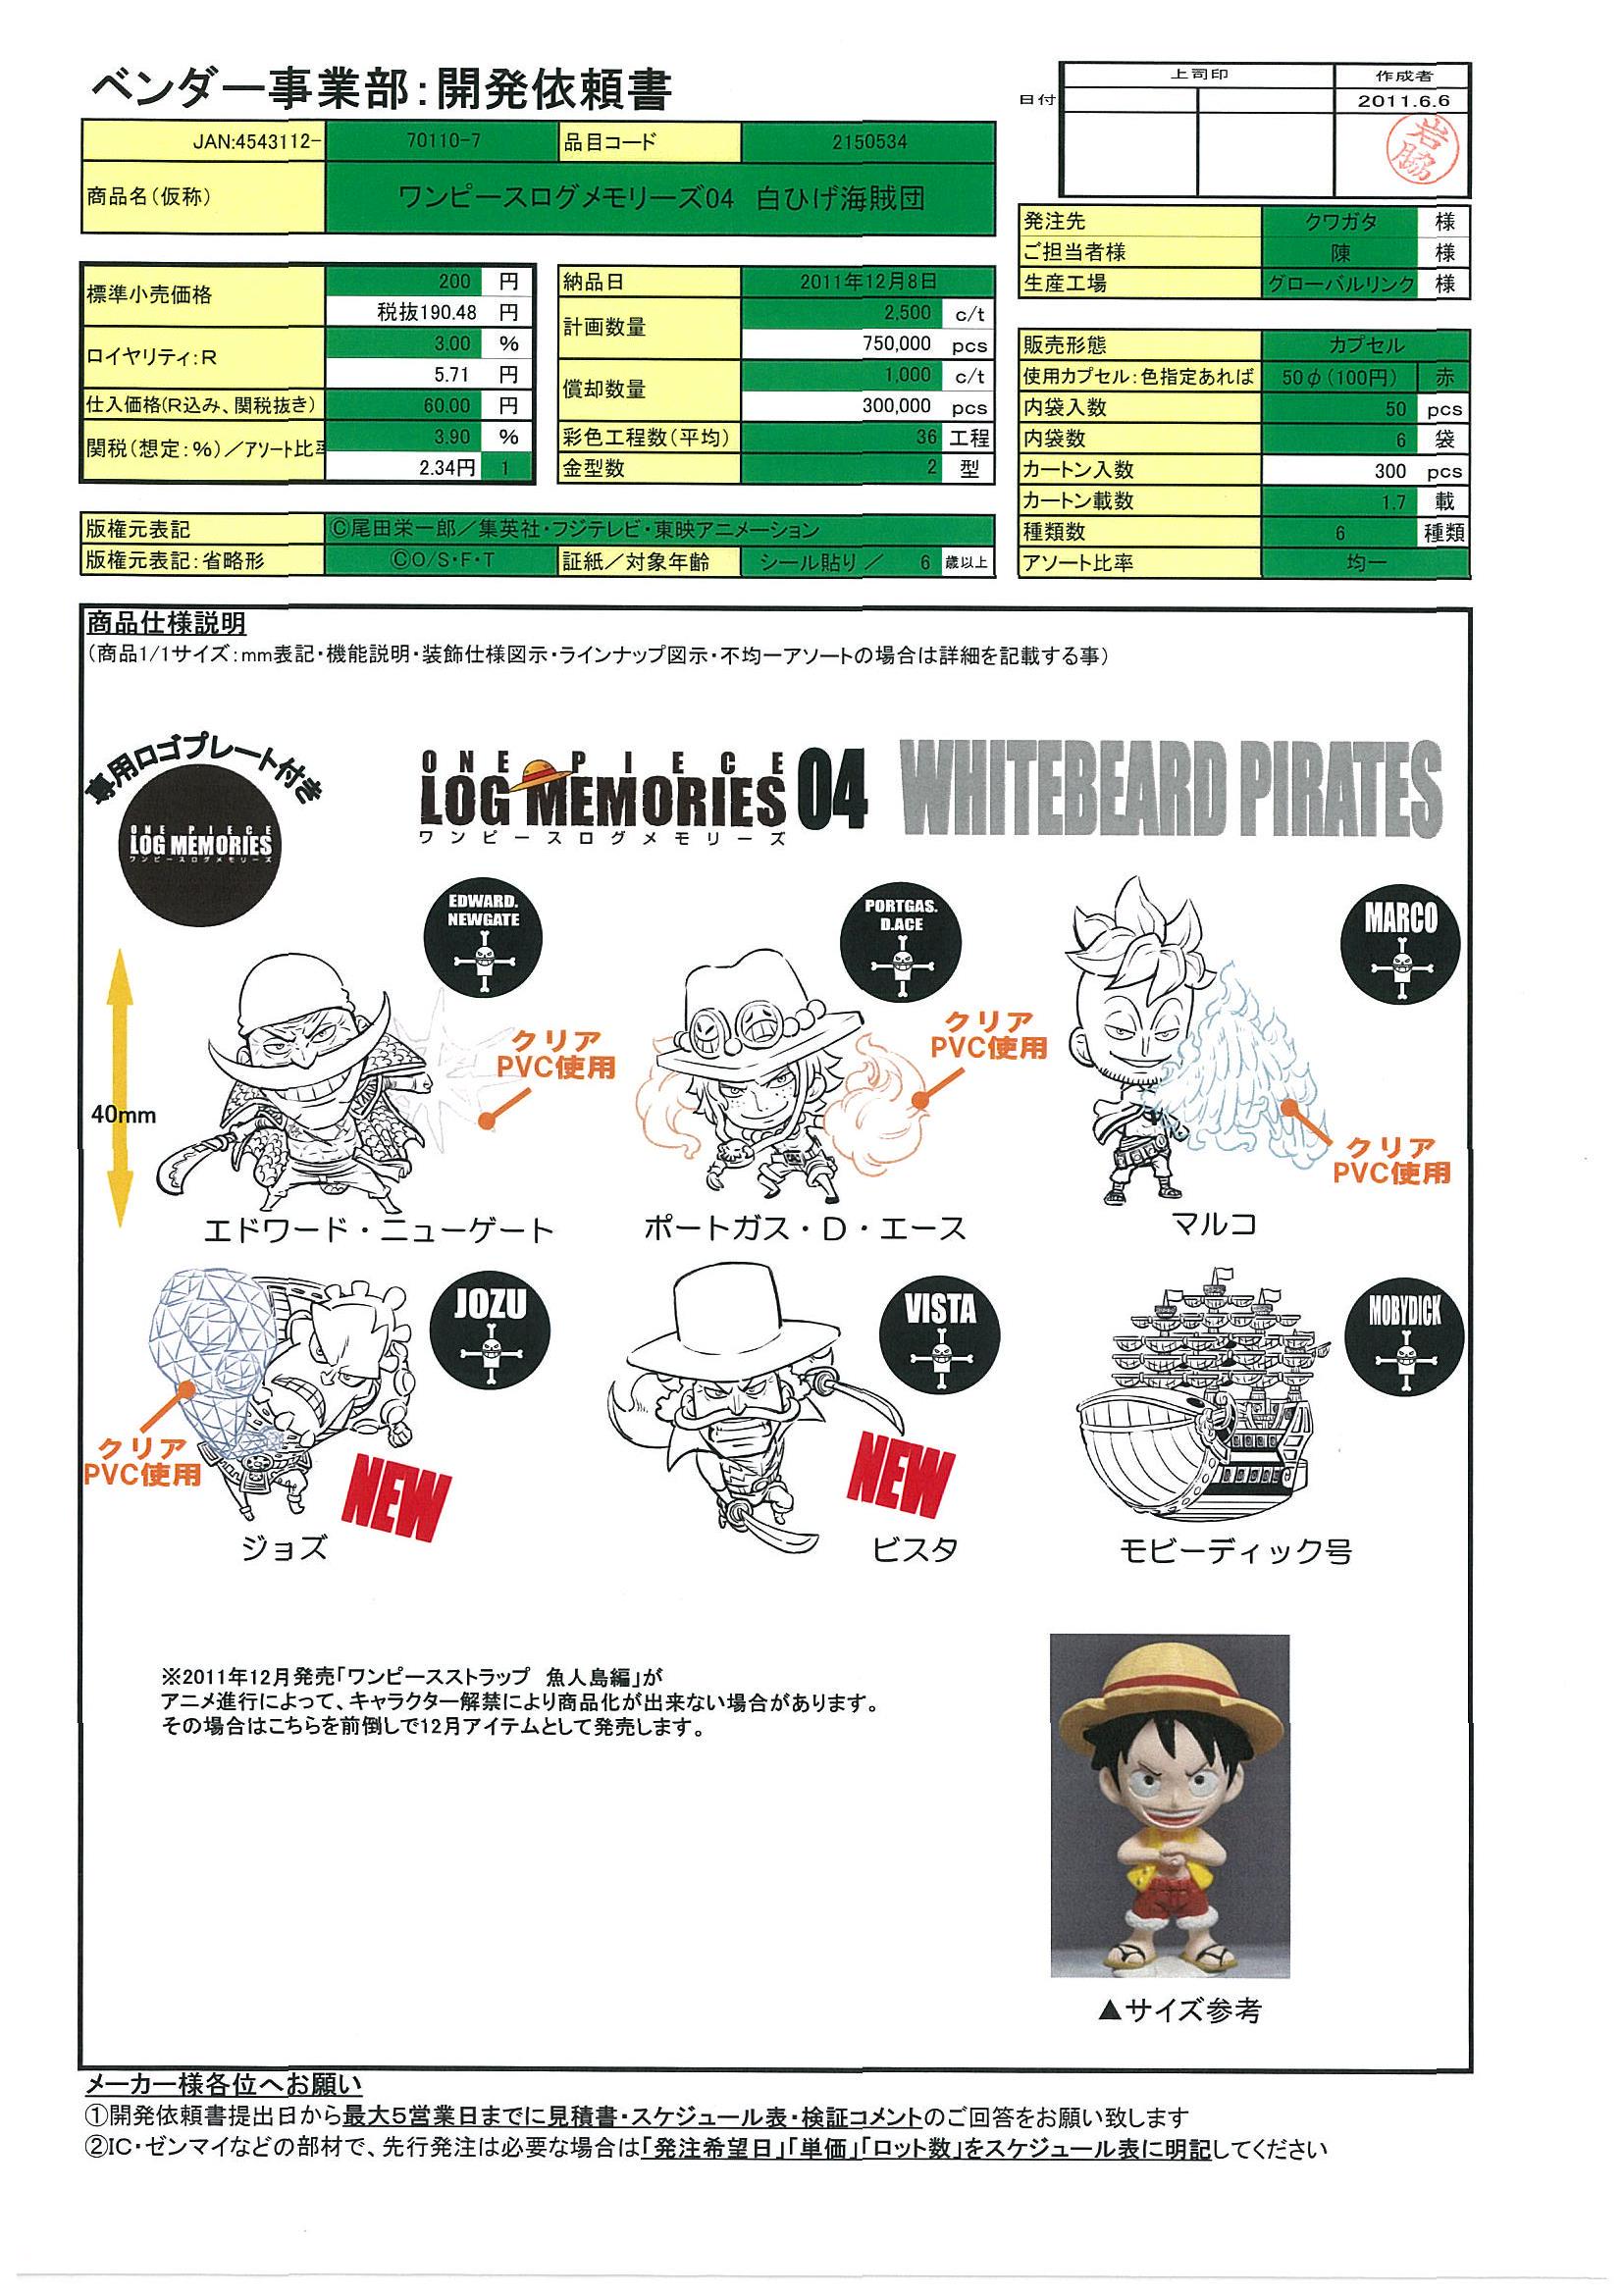 ベンダー事業部：開発依頼書
上司印 作成者
日付 2011.6.6
岩脇
JAN:4543112- 70110-7 品目コード 2150534
商品名（仮称） ワンピースログメモリーズ04 白ひげ海賊団
発注先 クワガタ 様
ご担当者様 陳 様
生産工場 グローバルリンク 様
標準小売価格 200 円
税抜190.48 円
ロイヤリティ：R 3.00 %
5.71 円
仕入価格（R込み、関税抜き） 60.00 円
関税（想定：%）／アソート比率 3.90 %
2.34円 1
納品日 2011年12月8日
計画数量 2,500 c/t
750,000 pcs
償却数量 1,000 c/t
300,000 pcs
彩色工程数（平均） 36 工程
金型数 2 型
販売形態 カプセル
使用カプセル：色指定あれば 50φ（100円） 赤
内袋入数 50 pcs
内袋数 6 袋
カートン入数 300 pcs
カートン載数 1.7 載
種類数 6 種類
アソート比率 均一
版権元表記 ©尾田栄一郎／集英社・フジテレビ・東映アニメーション
版権元表記：省略形 ©O/S・F・T 証紙／対象年齢 シール貼り ／ 6 歳以上
商品仕様説明
（商品1/1サイズ：mm表記・機能説明・装飾仕様図示・ラインナップ図示・不均一アソートの場合は詳細を記載する事）
専用ロゴプレート付き
ONE PIECE
LOG MEMORIES
ワンピースログメモリーズ
ONE PIECE
LOG MEMORIES 04 WHITEBEARD PIRATES
ワンピースログメモリーズ
EDWARD.
NEWGATE
PORTGAS.
D.ACE
MARCO
クリア
PVC使用
クリア
PVC使用
クリア
PVC使用
40mm
エドワード・ニューゲート
ポートガス・D・エース
マルコ
JOZU
VISTA
MOBYDICK
クリア
PVC使用
NEW
NEW
ジョズ
ビスタ
モビーディック号
※2011年12月発売「ワンピースストラップ 魚人島編」が
アニメ進行によって、キャラクター解禁により商品化が出来ない場合があります。
その場合はこちらを前倒しで12月アイテムとして発売します。
▲サイズ参考
メーカー様各位へお願い
①開発依頼書提出日から最大5営業日までに見積書・スケジュール表・検証コメントのご回答をお願い致します
②IC・ゼンマイなどの部材で、先行発注は必要な場合は「発注希望日」「単価」「ロット数」をスケジュール表に明記してください